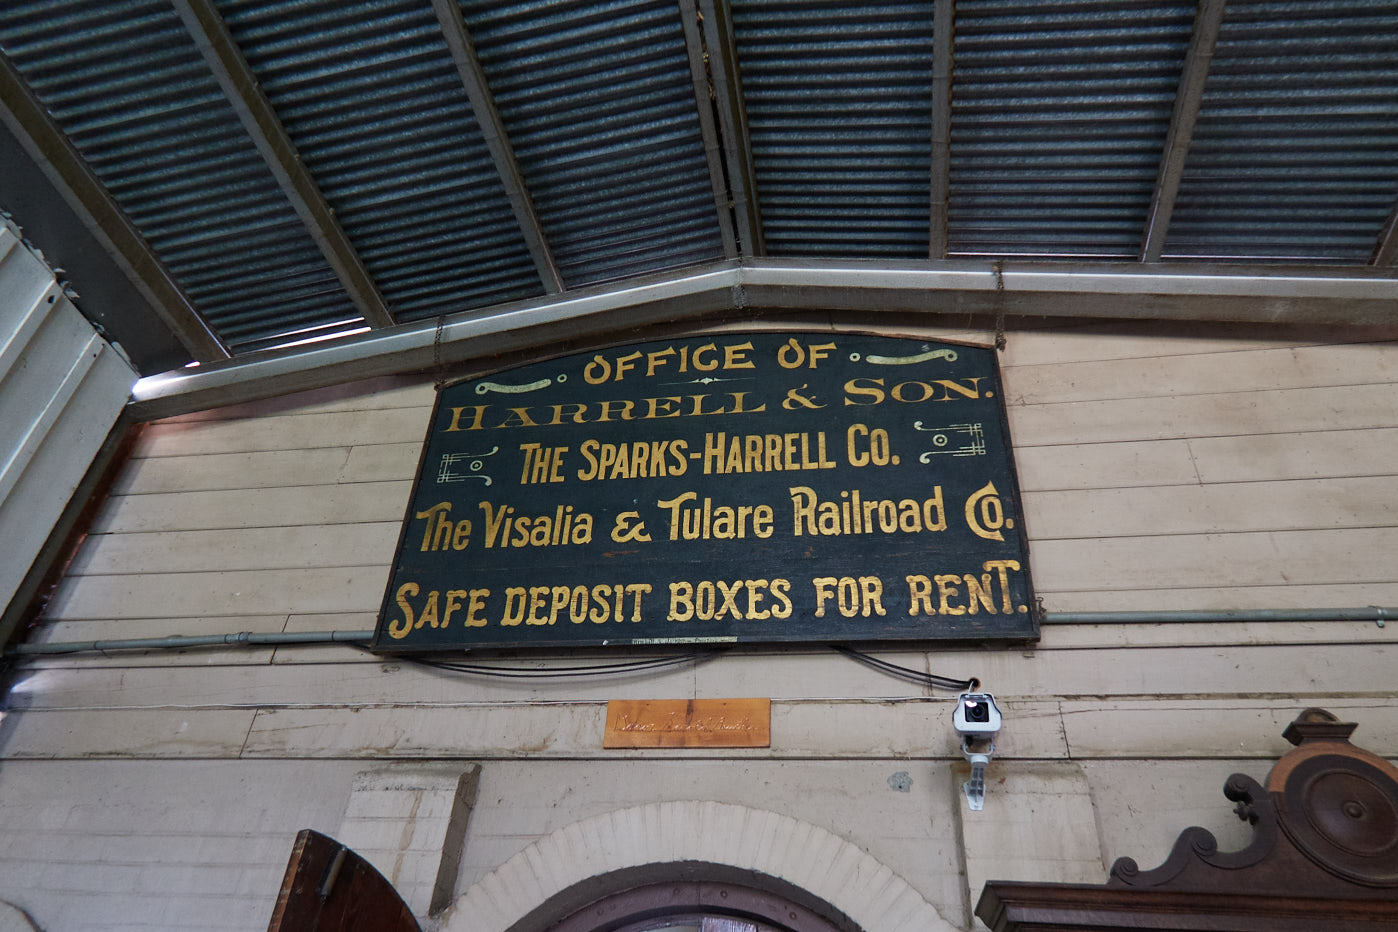 OFFICE OF
HARRELL & SON.
THE SPARKS-HARRELL CO.
The Visalia & Tulare Railroad Co.
SAFE DEPOSIT BOXES FOR RENT.